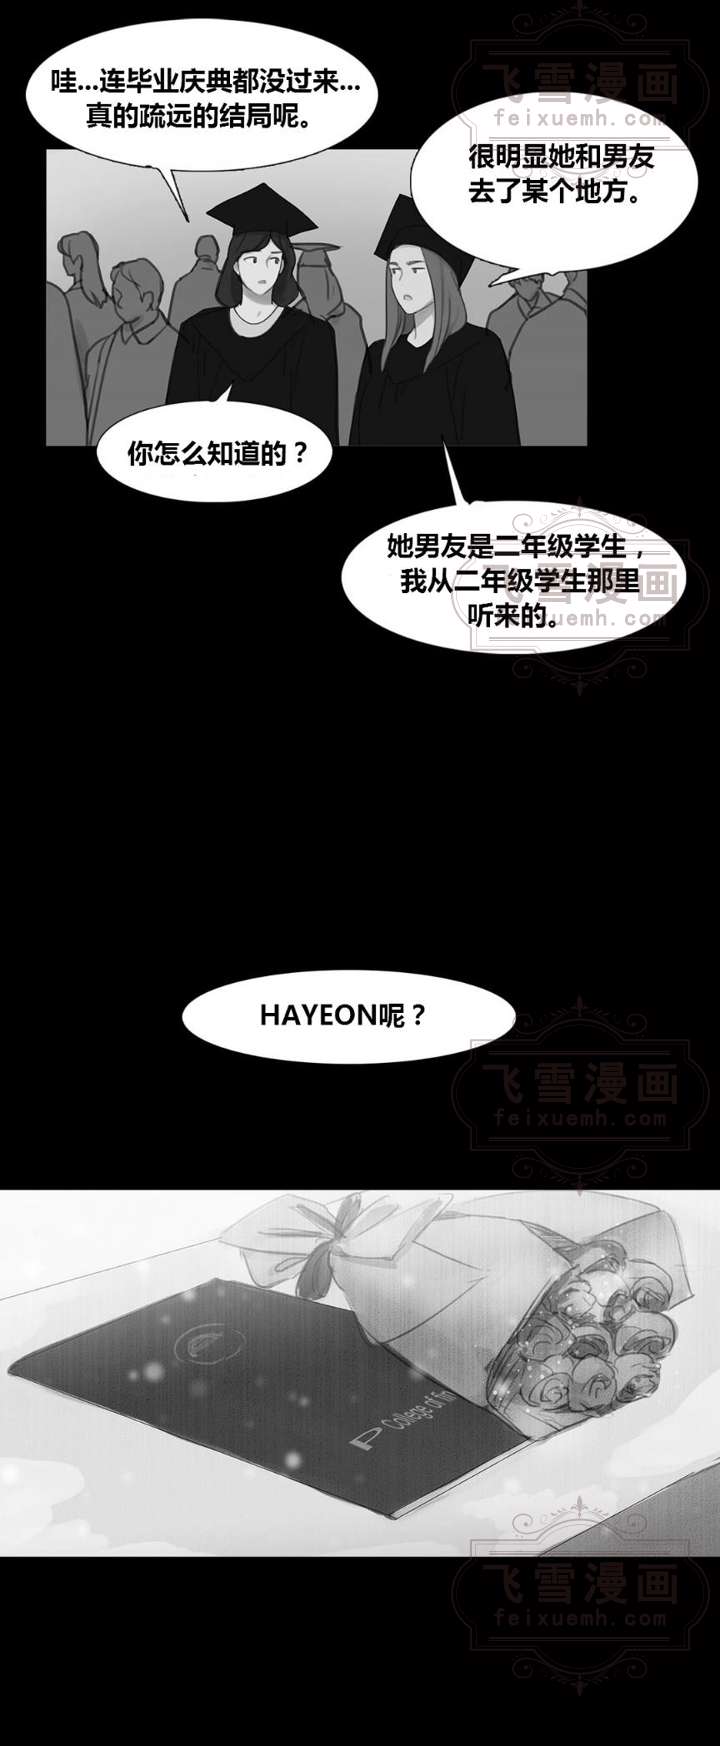 飞雪漫画
feixuemh.com
哇...连毕业庆典都没过来...
真的疏远的结局呢。
很明显她和男友
去了某个地方。
你怎么知道的？
她男友是二年级学生，
我从二年级学生那里
听来的。
飞雪漫画
feixuemh.com
HAYEON呢？
飞雪漫画
feixuemh.com
P College of fin
飞雪漫画
feixuemh.com